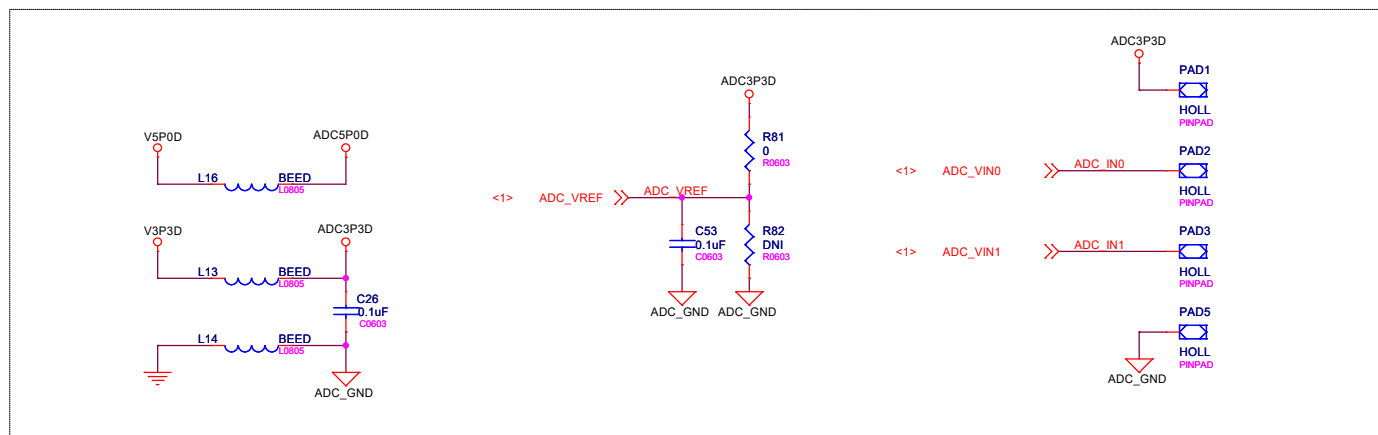 V5P0D
ADC5P0D
L16
BEED
L0805
V3P3D
ADC3P3D
L13
BEED
L0805
C26
0.1uF
C0603
L14
BEED
L0805
ADC_GND
ADC3P3D
R81
0
R0603
<1>
ADC_VREF
ADC_VREF
C53
0.1uF
C0603
R82
DNI
R0603
ADC_GND
ADC_GND
ADC3P3D
PAD1
HOLL
PINPAD
<1>
ADC_VIN0
ADC_IN0
PAD2
HOLL
PINPAD
<1>
ADC_VIN1
ADC_IN1
PAD3
HOLL
PINPAD
PAD5
HOLL
PINPAD
ADC_GND